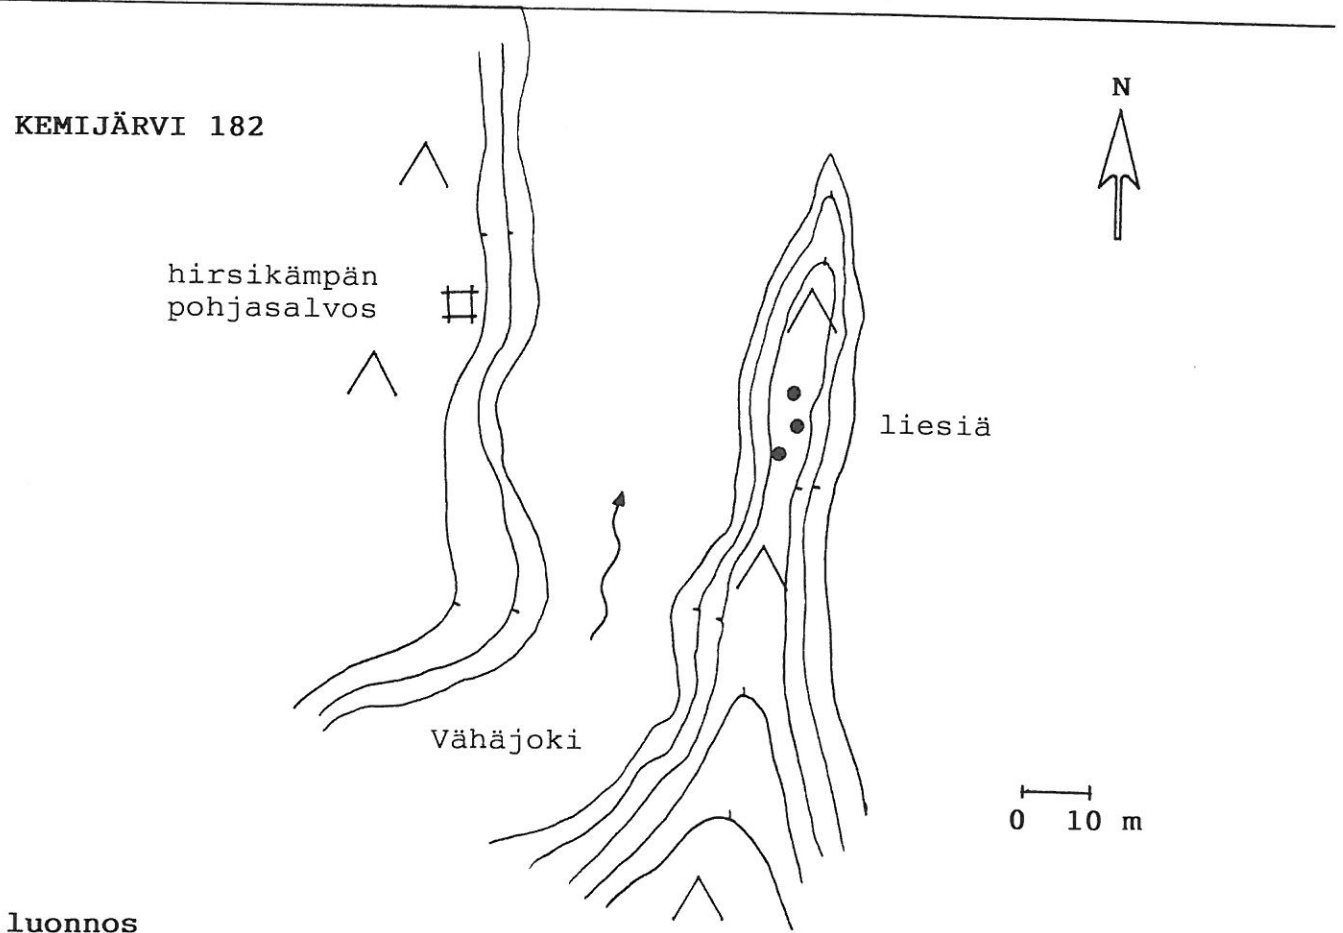 N
KEMIJÄRVI 182
hirsikämpän
pohjasalvos
liesiä
Vähäjoki
0 10 m
luonnos